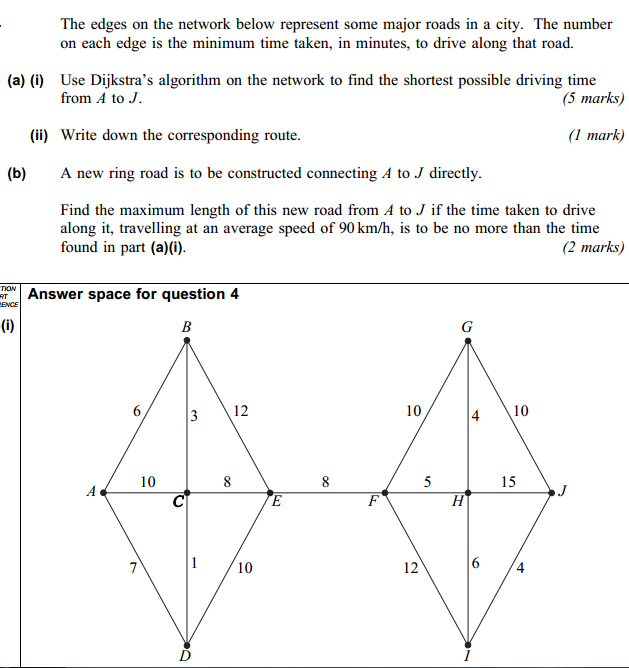 The edges on the network below represent some major roads in a city. The number
on each edge is the minimum time taken, in minutes, to drive along that road.
(a) (i) Use Dijkstra's algorithm on the network to find the shortest possible driving time
from A to J. (5 marks)
(ii) Write down the corresponding route. (1 mark)
(b) A new ring road is to be constructed connecting A to J directly.
Find the maximum length of this new road from A to J if the time taken to drive
along it, travelling at an average speed of 90 km/h, is to be no more than the time
found in part (a)(i). (2 marks)
TION
RT
ENCE
Answer space for question 4
(i)
B G
6 3 12 10 4 10
10 8 8 5 15
A C E F H J
7 1 10 12 6 4
D I